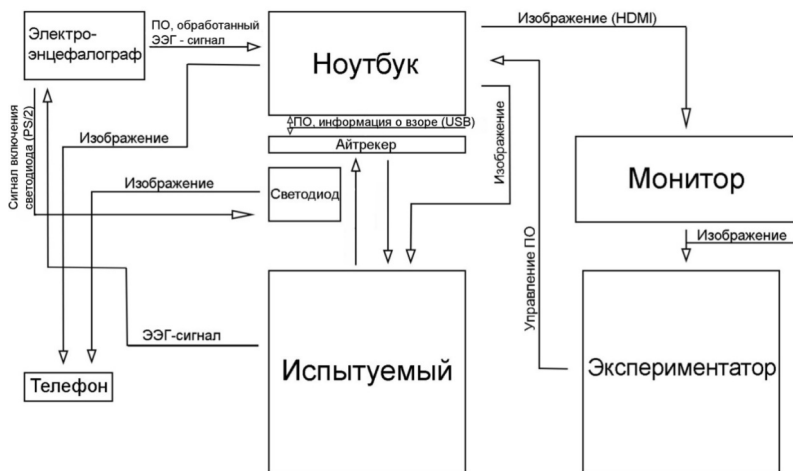 Электро-
энцефалограф
ПО, обработанный
ЭЭГ - сигнал
Ноутбук
Изображение (HDMI)
Сигнал включения
светодиода (PS/2)
Изображение
ПО, информация о взоре (USB)
Айтрекер
Изображение
Изображение
Светодиод
Монитор
Изображение
Управление ПО
ЭЭГ-сигнал
Испытуемый
Экспериментатор
Телефон